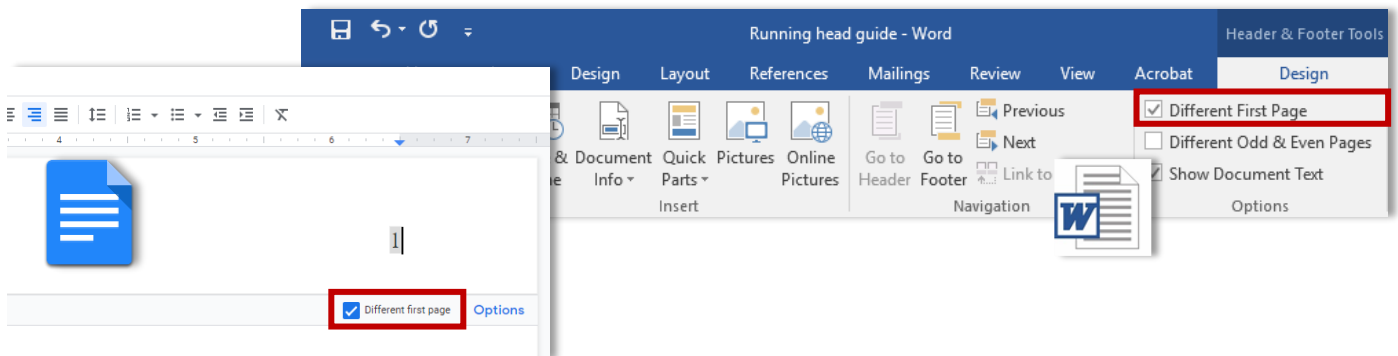 Running head guide - Word
Header & Footer Tools
Design Layout References Mailings Review View Acrobat Design
Previous
Next
Link to
& Document Info
Quick Parts
Pictures
Online Pictures
Go to Header
Go to Footer
Different First Page
Different Odd & Even Pages
Show Document Text
Insert Navigation Options
W
4 5 6 7
1
Different first page Options